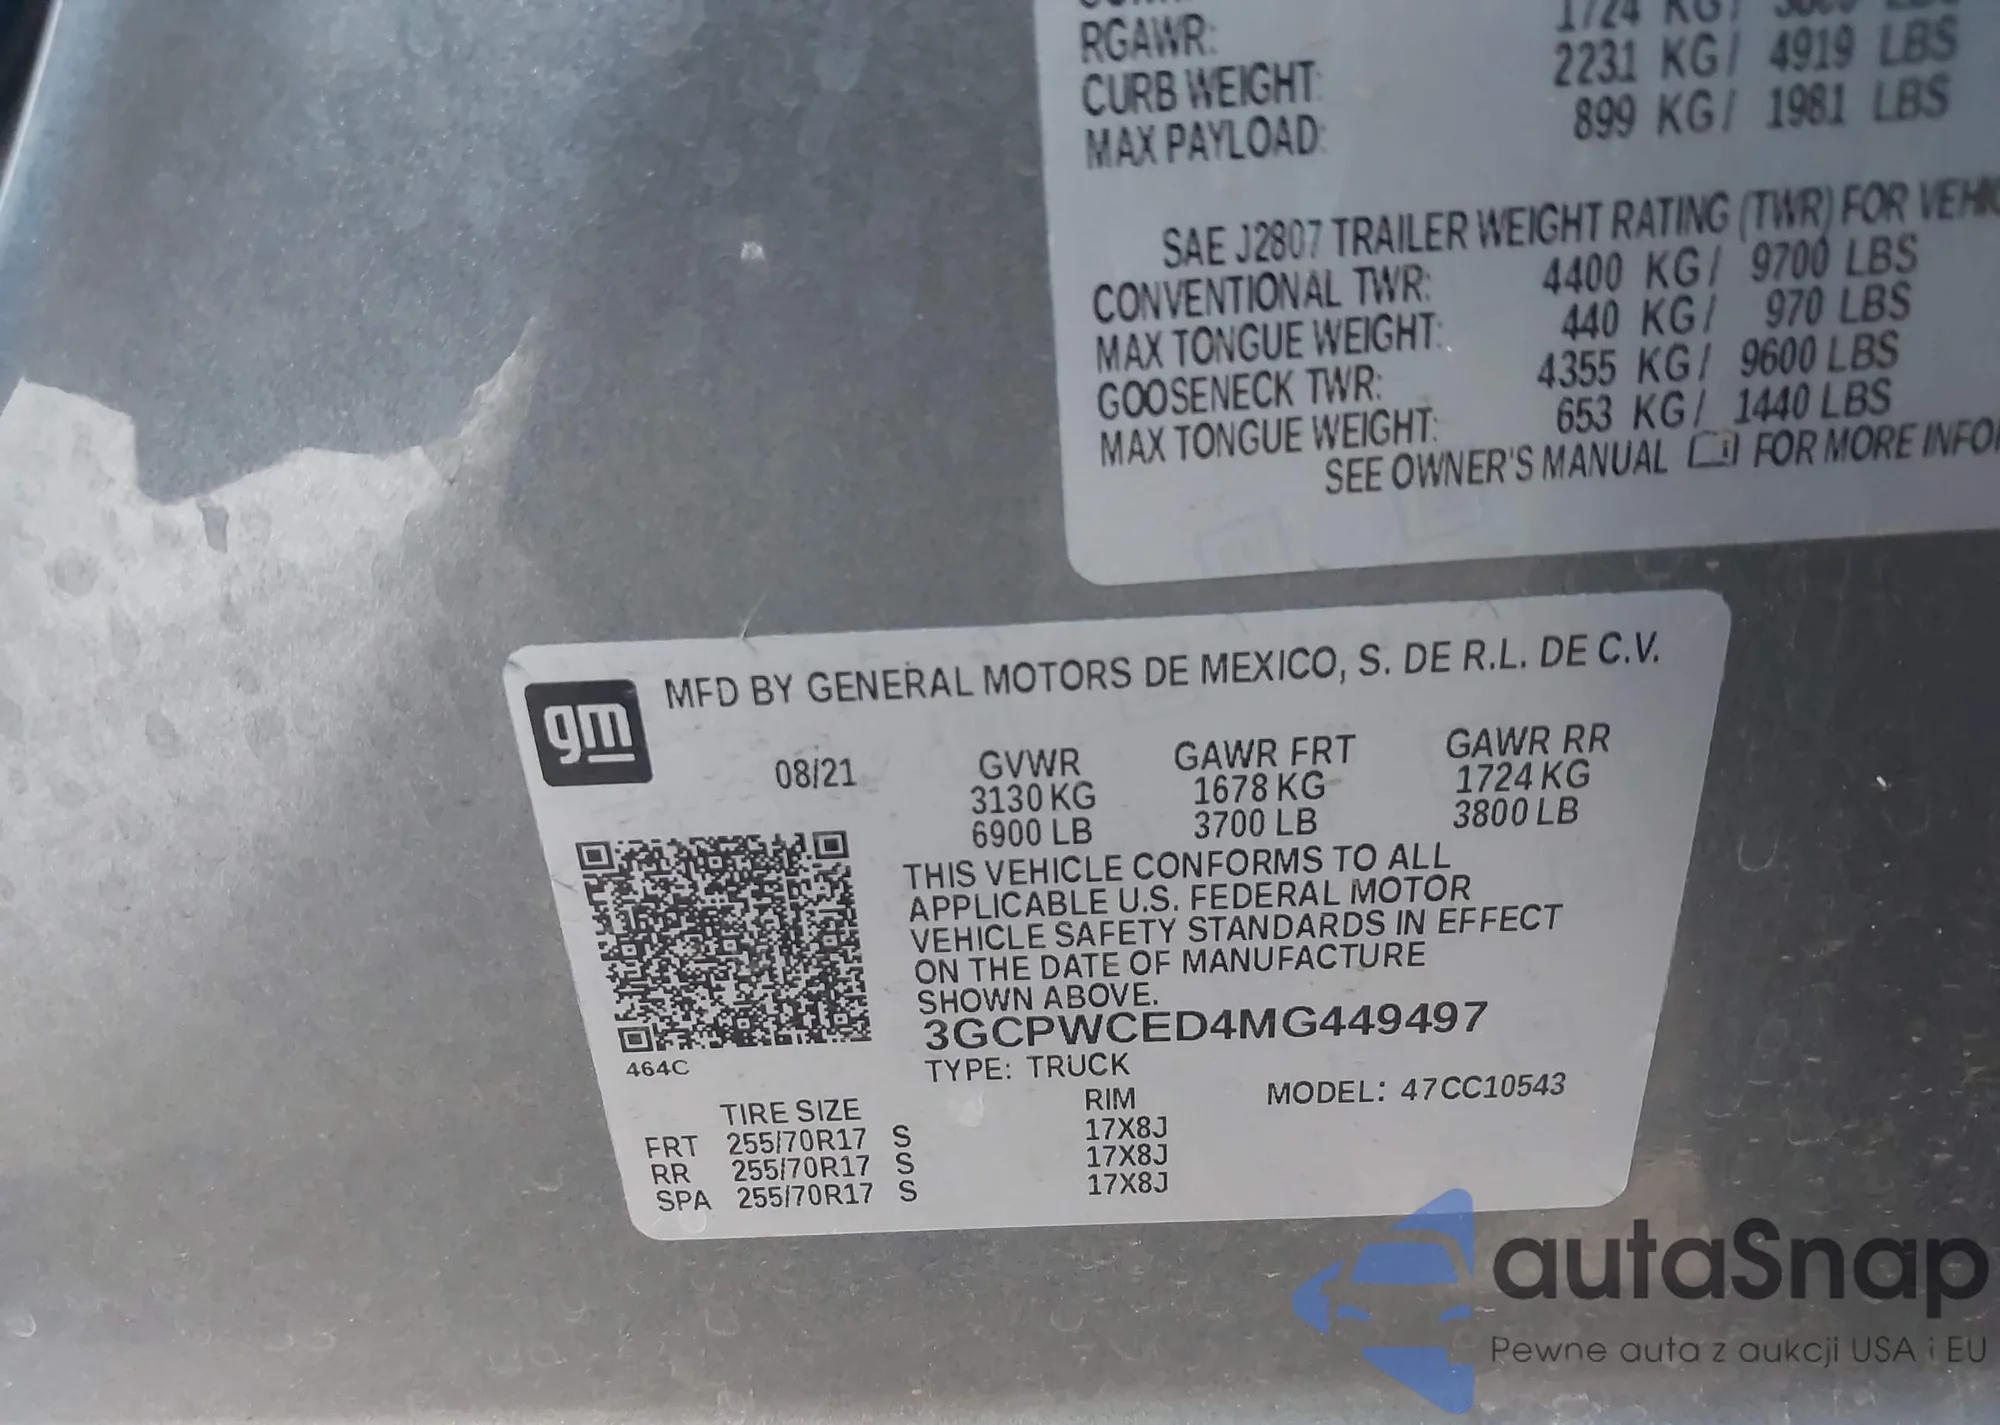 RGAWR: 1724 KG/ 3800 LBS
CURB WEIGHT: 2231 KG/ 4919 LBS
MAX PAYLOAD: 899 KG/ 1981 LBS
SAE J2807 TRAILER WEIGHT RATING (TWR) FOR
CONVENTIONAL TWR: 4400 KG/ 9700 LBS
MAX TONGUE WEIGHT: 440 KG/ 970 LBS
GOOSENECK TWR: 4355 KG/ 9600 LBS
MAX TONGUE WEIGHT: 653 KG/ 1440 LBS
SEE OWNER'S MANUAL FOR MORE
gm
MFD BY GENERAL MOTORS DE MEXICO, S. DE R.L. DE C.V.
08/21 GVWR GAWR FRT GAWR RR
3130 KG 1678 KG 1724 KG
6900 LB 3700 LB 3800 LB
THIS VEHICLE CONFORMS TO ALL
APPLICABLE U.S. FEDERAL MOTOR
VEHICLE SAFETY STANDARDS IN EFFECT
ON THE DATE OF MANUFACTURE
SHOWN ABOVE.
3GCPWCED4MG449497
464C
TYPE: TRUCK
MODEL: 47CC10543
TIRE SIZE RIM
FRT 255/70R17 S 17X8J
RR 255/70R17 S 17X8J
SPA 255/70R17 S 17X8J
autaSnap
Pewne auta z aukcji USA i EU